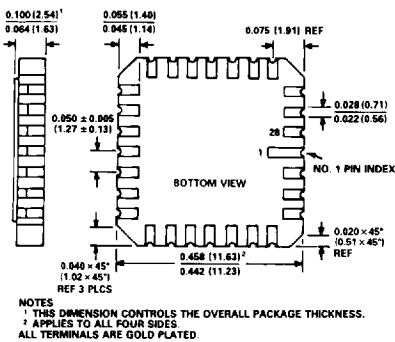 0.100 (2.54)¹
0.064 (1.63)
0.055 (1.40)
0.045 (1.14)
0.075 (1.91) REF
0.050 ± 0.005
(1.27 ± 0.13)
0.028 (0.71)
0.022 (0.56)
28
1
NO. 1 PIN INDEX
BOTTOM VIEW
0.040 × 45°
(1.02 × 45°)
REF 3 PLCS
0.458 (11.63)²
0.442 (11.23)
0.020 × 45°
(0.51 × 45°)
REF
NOTES
¹ THIS DIMENSION CONTROLS THE OVERALL PACKAGE THICKNESS.
² APPLIES TO ALL FOUR SIDES.
ALL TERMINALS ARE GOLD PLATED.